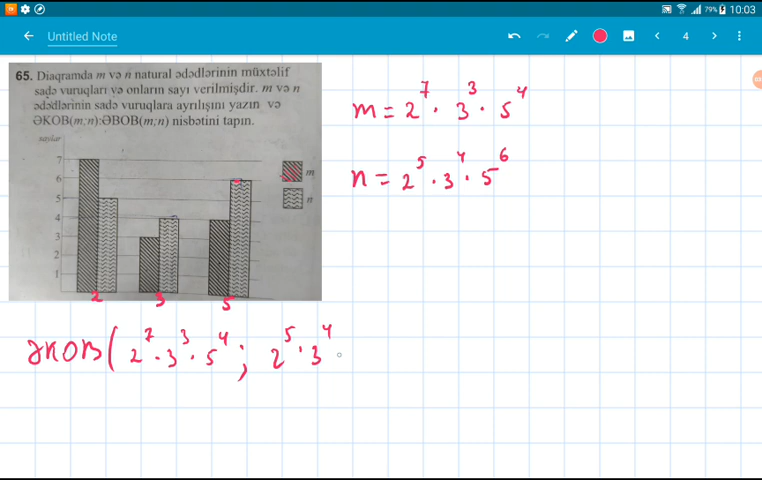 79% 10:03
Untitled Note
4
65. Diaqramda m və n natural ədədlərinin müxtəlif
sadə vuruqları və onların sayı verilmişdir. m və n
ədədlərinin sadə vuruqlara ayrılışını yazın və
ƏKOB(m;n):ƏBOB(m;n) nisbətini tapın.
saylar
7
6
5
4
3
2
1
m
n
2 3 5
m = 2⁷ · 3³ · 5⁴
n = 2⁵ · 3⁴ · 5⁶
ƏKOB(2⁷ · 3³ · 5⁴ ; 2⁵ · 3⁴